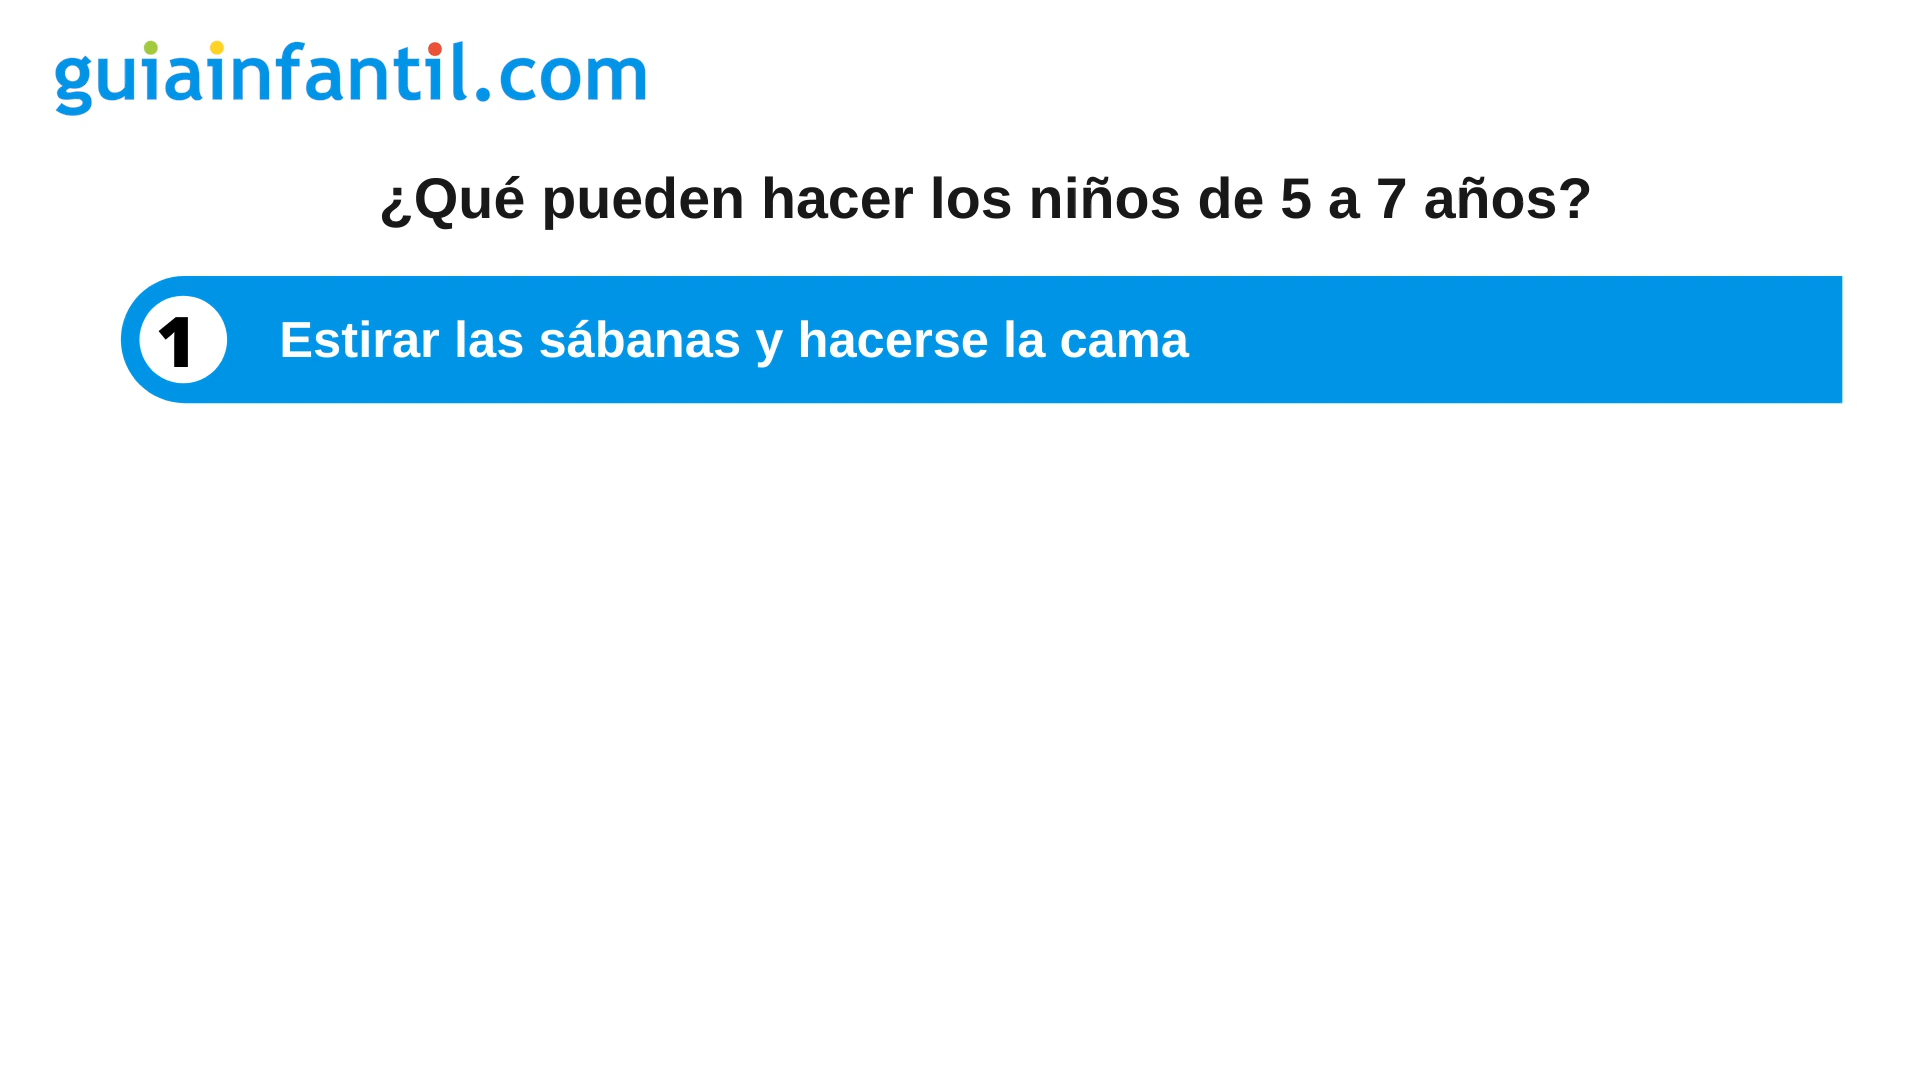 guiainfantil.com
¿Qué pueden hacer los niños de 5 a 7 años?
1 Estirar las sábanas y hacerse la cama